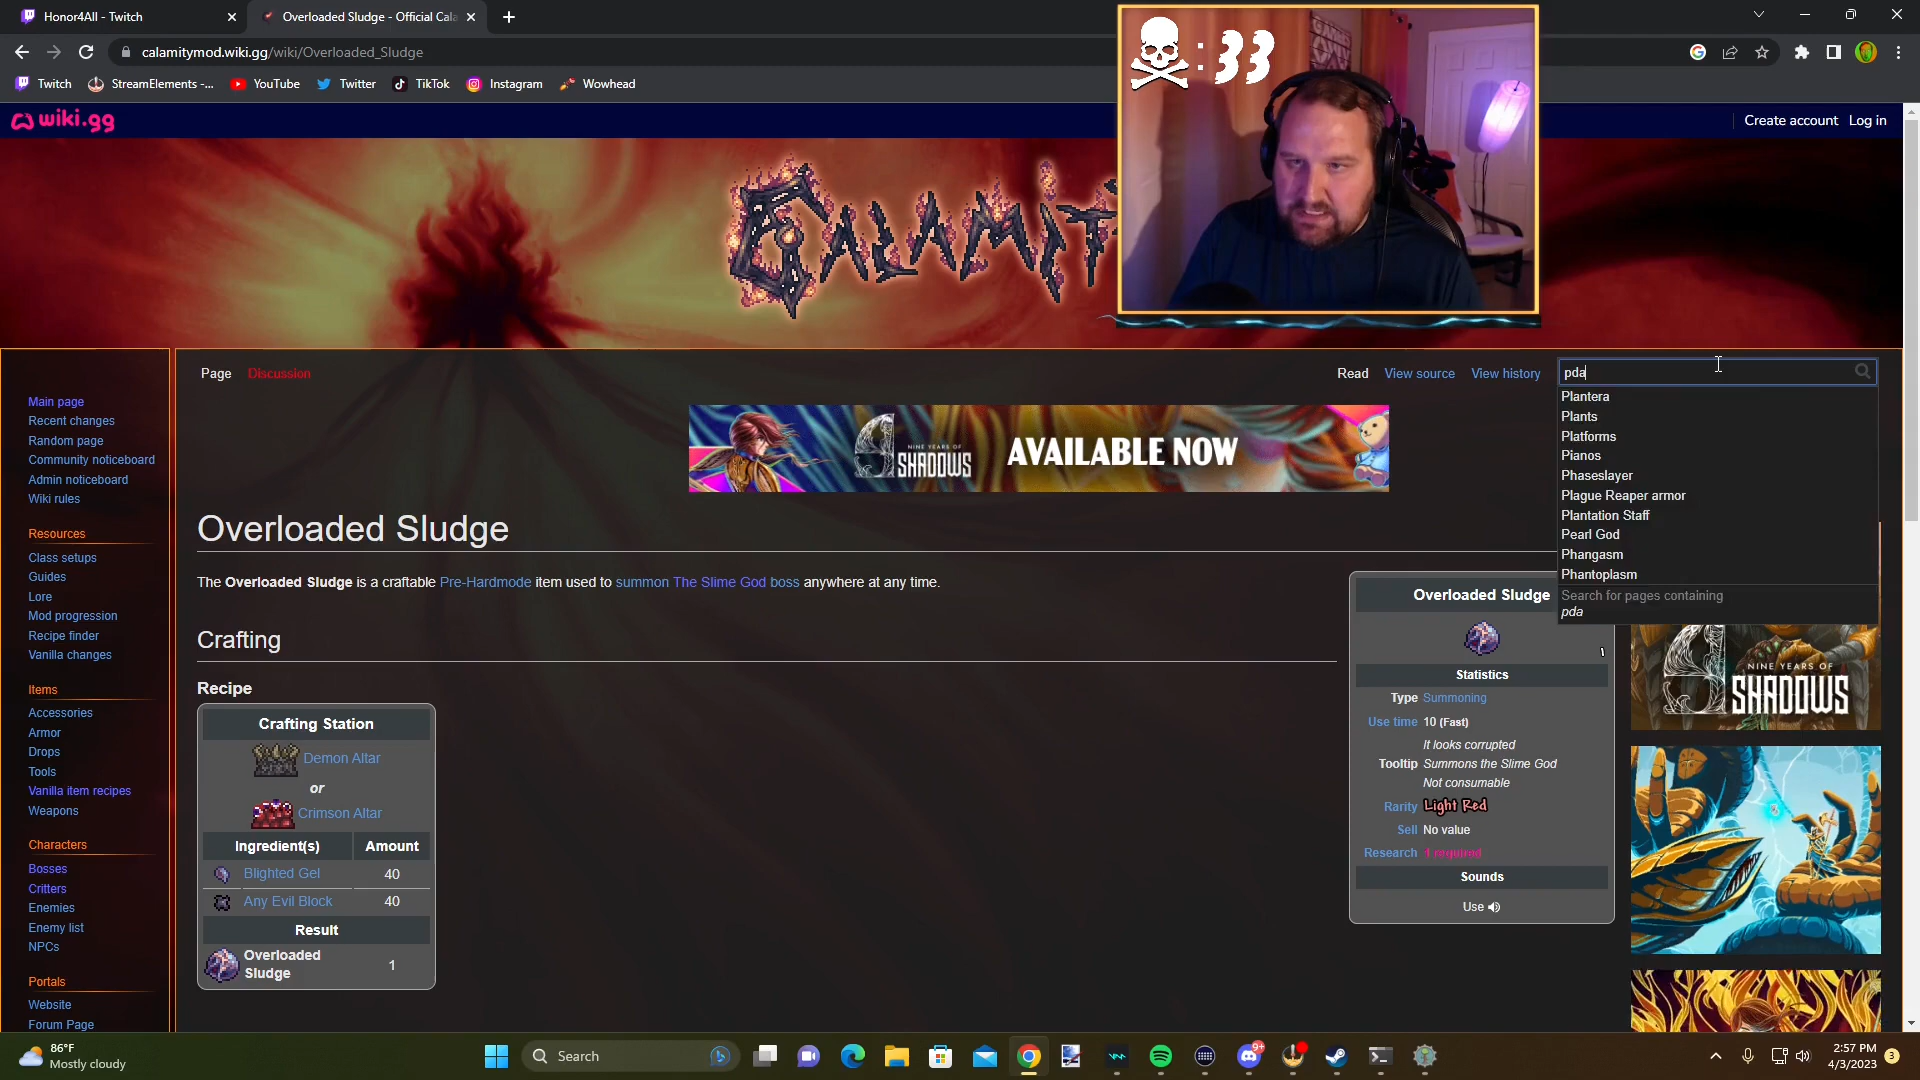 Honor4All - Twitch
Overloaded Sludge - Official Cala
calamitymod.wiki.gg/wiki/Overloaded_Sludge
Twitch
StreamElements -...
YouTube
Twitter
TikTok
Instagram
Wowhead
: 33
wiki.gg
Create account
Log in
CALAMIT
Page
Discussion
Read
View source
View history
pda
Plantera
Plants
Platforms
Pianos
Phaseslayer
Plague Reaper armor
Plantation Staff
Pearl God
Phangasm
Phantoplasm
Search for pages containing
pda
Main page
Recent changes
Random page
Community noticeboard
Admin noticeboard
Wiki rules
Resources
Class setups
Guides
Lore
Mod progression
Recipe finder
Vanilla changes
Items
Accessories
Armor
Drops
Tools
Vanilla item recipes
Weapons
Characters
Bosses
Critters
Enemies
Enemy list
NPCs
Portals
Website
Forum Page
NINE YEARS OF
SHADOWS
AVAILABLE NOW
Overloaded Sludge
The Overloaded Sludge is a craftable Pre-Hardmode item used to summon The Slime God boss anywhere at any time.
Crafting
Recipe
Crafting Station
Demon Altar
or
Crimson Altar
Ingredient(s) Amount
Blighted Gel 40
Any Evil Block 40
Result
Overloaded
Sludge 1
Overloaded Sludge
1
Statistics
Type Summoning
Use time 10 (Fast)
It looks corrupted
Tooltip Summons the Slime God
Not consumable
Rarity Light Red
Sell No value
Research 1 required
Sounds
Use
NINE YEARS OF
SHADOWS
86°F
Mostly cloudy
Search
9+
2:57 PM
4/3/2023
3